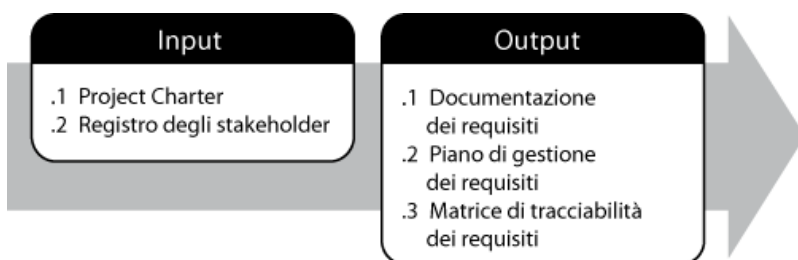 Input
.1 Project Charter
.2 Registro degli stakeholder
Output
.1 Documentazione
dei requisiti
.2 Piano di gestione
dei requisiti
.3 Matrice di tracciabilità
dei requisiti